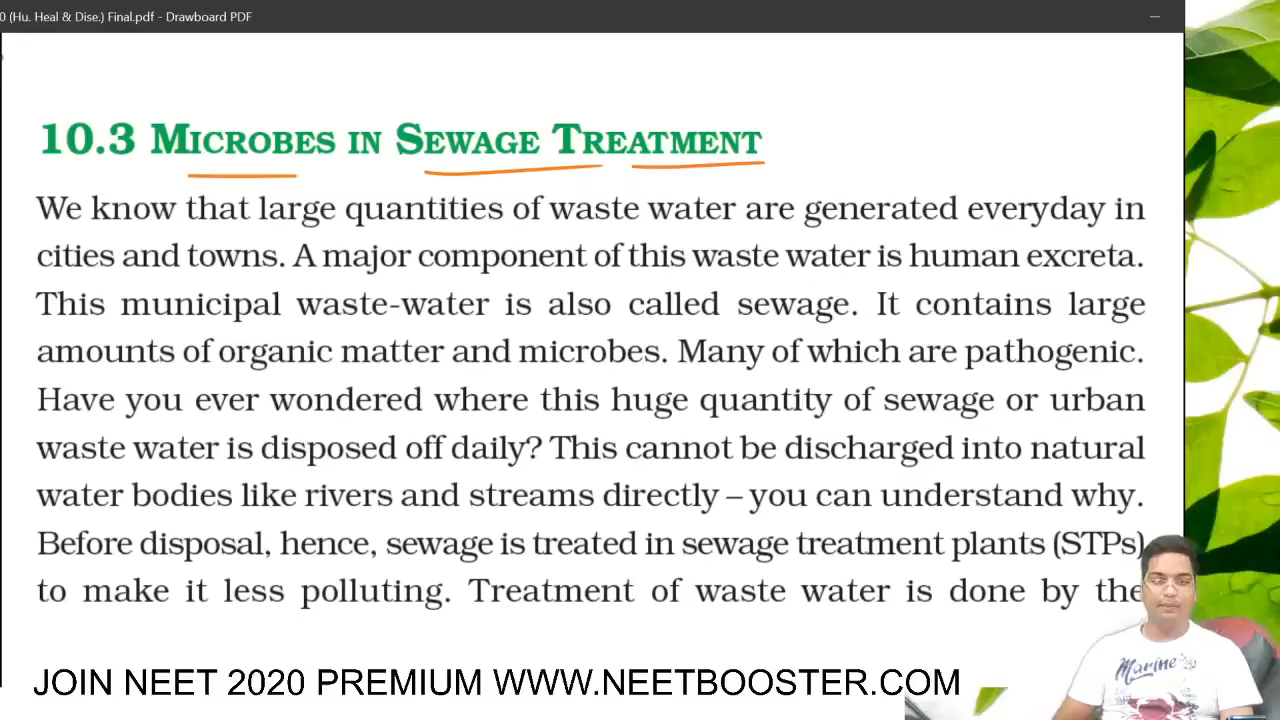 0 (Hu. Heal & Dise.) Final.pdf - Drawboard PDF
10.3 MICROBES IN SEWAGE TREATMENT
We know that large quantities of waste water are generated everyday in
cities and towns. A major component of this waste water is human excreta.
This municipal waste-water is also called sewage. It contains large
amounts of organic matter and microbes. Many of which are pathogenic.
Have you ever wondered where this huge quantity of sewage or urban
waste water is disposed off daily? This cannot be discharged into natural
water bodies like rivers and streams directly – you can understand why.
Before disposal, hence, sewage is treated in sewage treatment plants (STPs)
to make it less polluting. Treatment of waste water is done by the
Marine
JOIN NEET 2020 PREMIUM WWW.NEETBOOSTER.COM